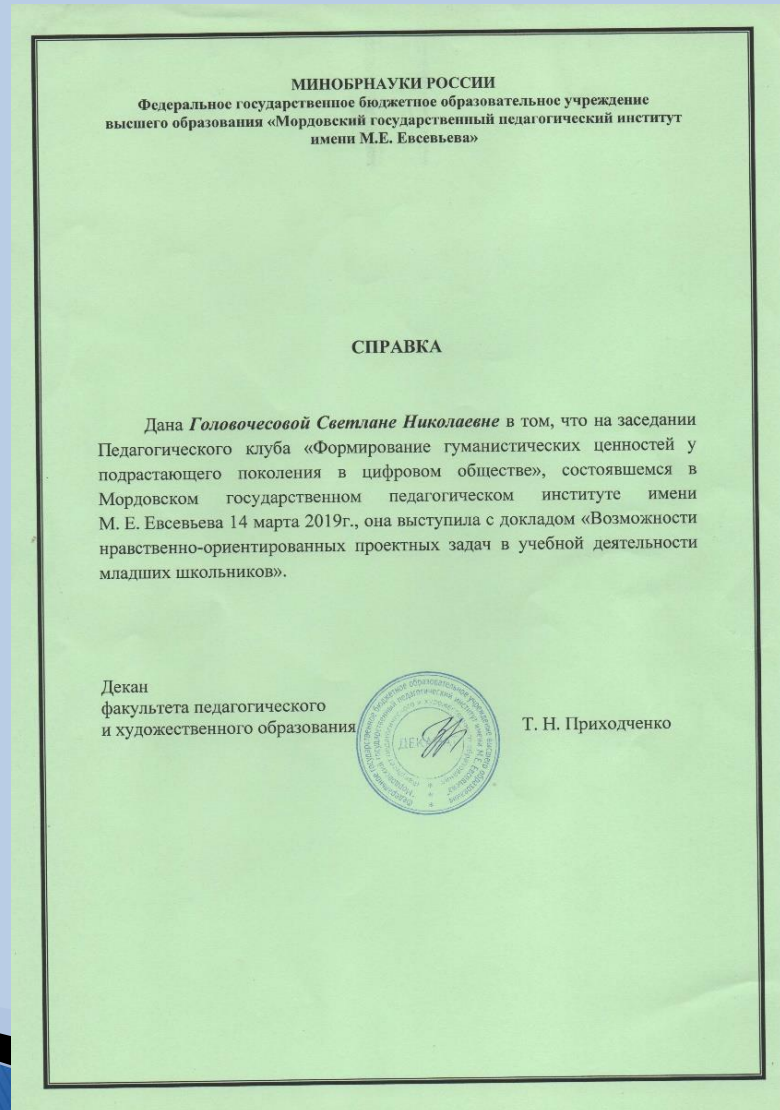 МИНОБРНАУКИ РОССИИ
Федеральное государственное бюджетное образовательное учреждение
высшего образования «Мордовский государственный педагогический институт
имени М.Е. Евсевьева»
СПРАВКА
Дана Головочесовой Светлане Николаевне в том, что на заседании
Педагогического клуба «Формирование гуманистических ценностей у
подрастающего поколения в цифровом обществе», состоявшемся в
Мордовском государственном педагогическом институте имени
М. Е. Евсевьева 14 марта 2019г., она выступила с докладом «Возможности
нравственно-ориентированных проектных задач в учебной деятельности
младших школьников».
Декан
факультета педагогического
и художественного образования
Т. Н. Приходченко